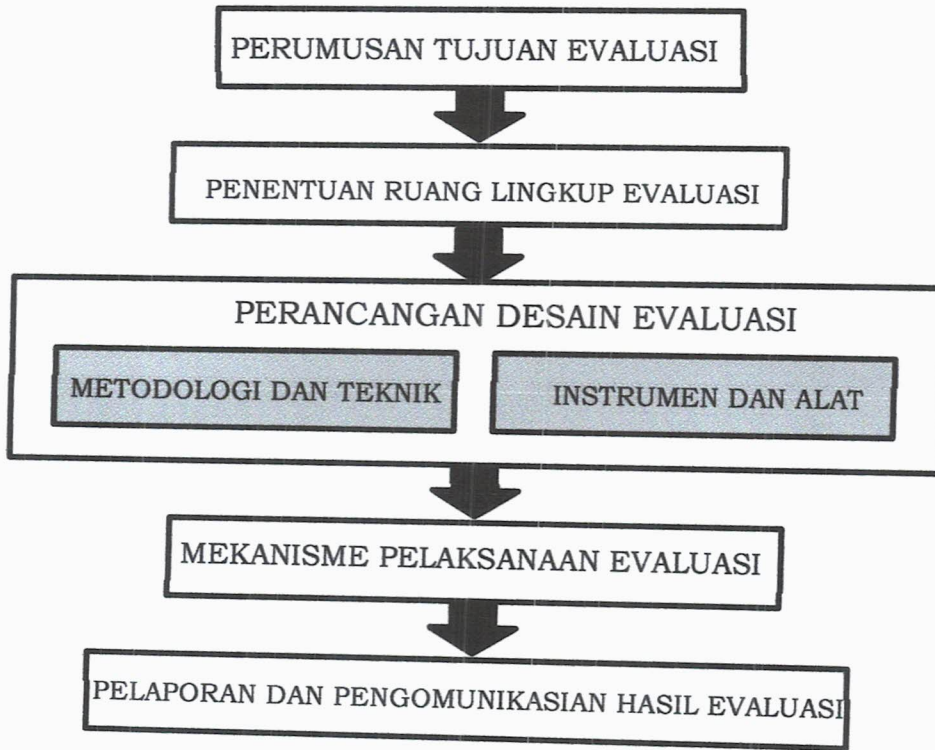 PERUMUSAN TUJUAN EVALUASI
PENENTUAN RUANG LINGKUP EVALUASI
PERANCANGAN DESAIN EVALUASI
METODOLOGI DAN TEKNIK
INSTRUMEN DAN ALAT
MEKANISME PELAKSANAAN EVALUASI
PELAPORAN DAN PENGOMUNIKASIAN HASIL EVALUASI